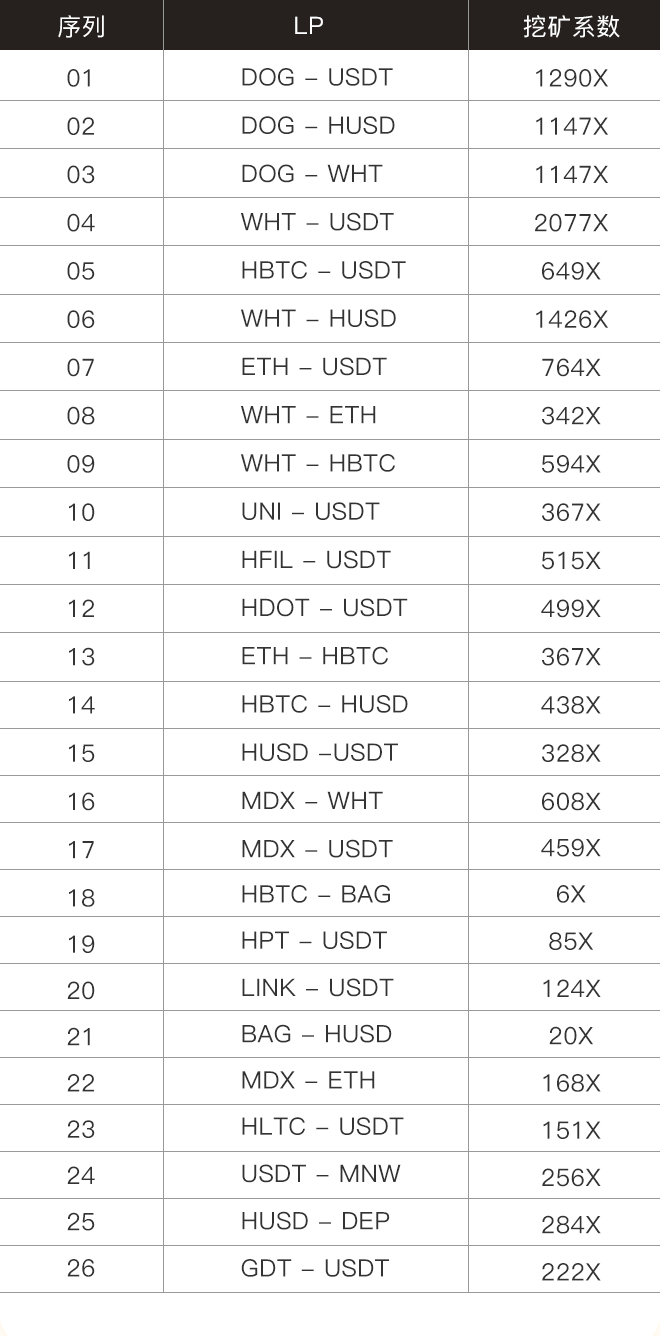 序列 LP 挖矿系数
01 DOG – USDT 1290X
02 DOG – HUSD 1147X
03 DOG – WHT 1147X
04 WHT – USDT 2077X
05 HBTC – USDT 649X
06 WHT – HUSD 1426X
07 ETH – USDT 764X
08 WHT – ETH 342X
09 WHT – HBTC 594X
10 UNI – USDT 367X
11 HFIL – USDT 515X
12 HDOT – USDT 499X
13 ETH – HBTC 367X
14 HBTC – HUSD 438X
15 HUSD –USDT 328X
16 MDX – WHT 608X
17 MDX – USDT 459X
18 HBTC – BAG 6X
19 HPT – USDT 85X
20 LINK – USDT 124X
21 BAG – HUSD 20X
22 MDX – ETH 168X
23 HLTC – USDT 151X
24 USDT – MNW 256X
25 HUSD – DEP 284X
26 GDT – USDT 222X